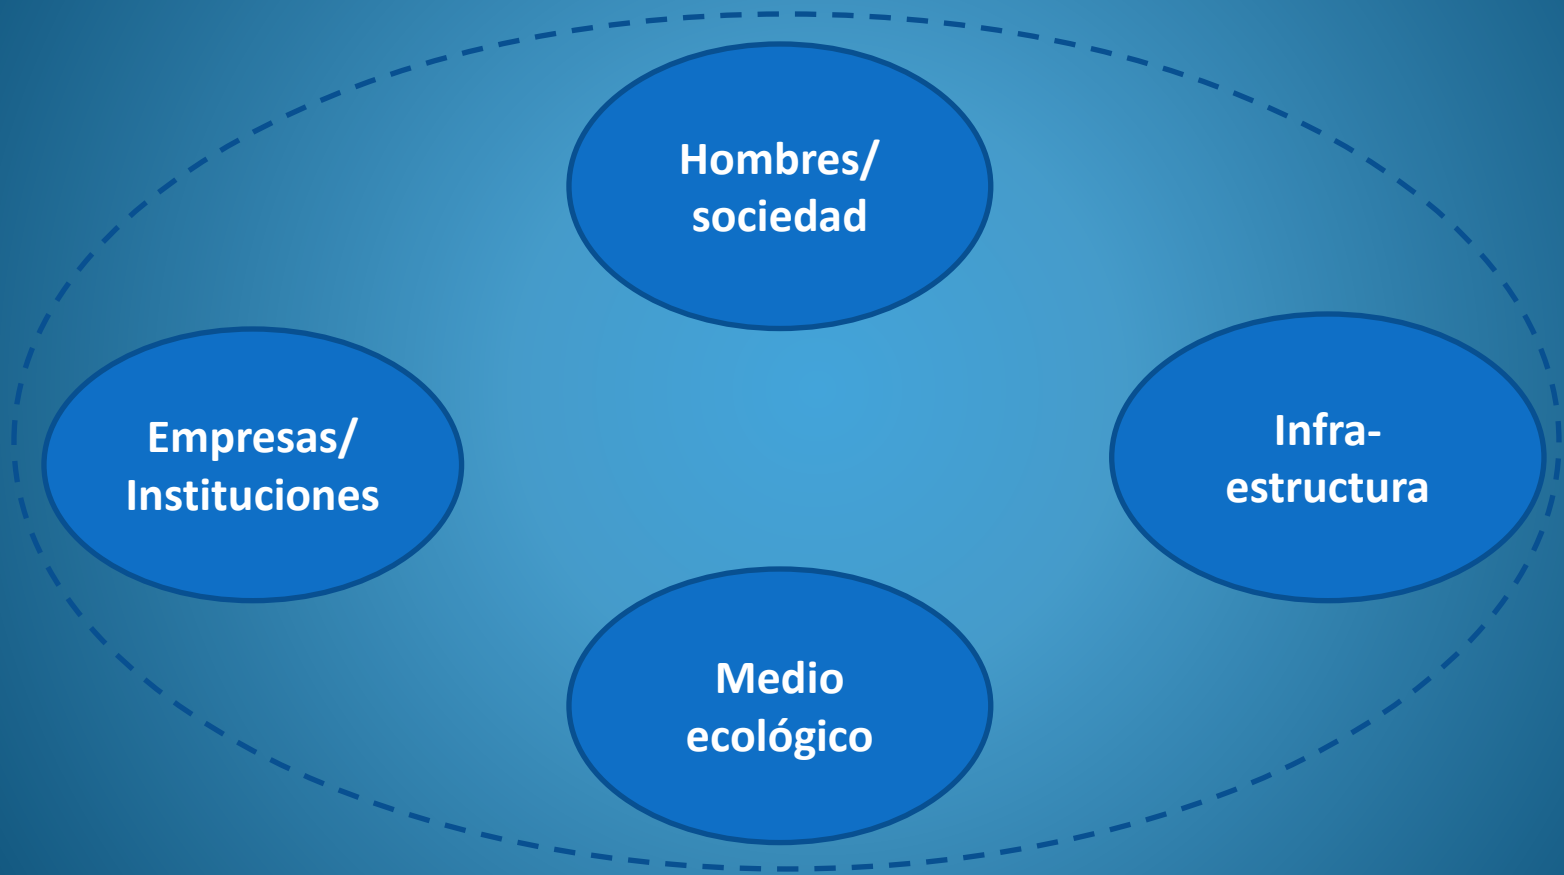 Hombres/
sociedad
Empresas/
Instituciones
Infra-
estructura
Medio
ecológico